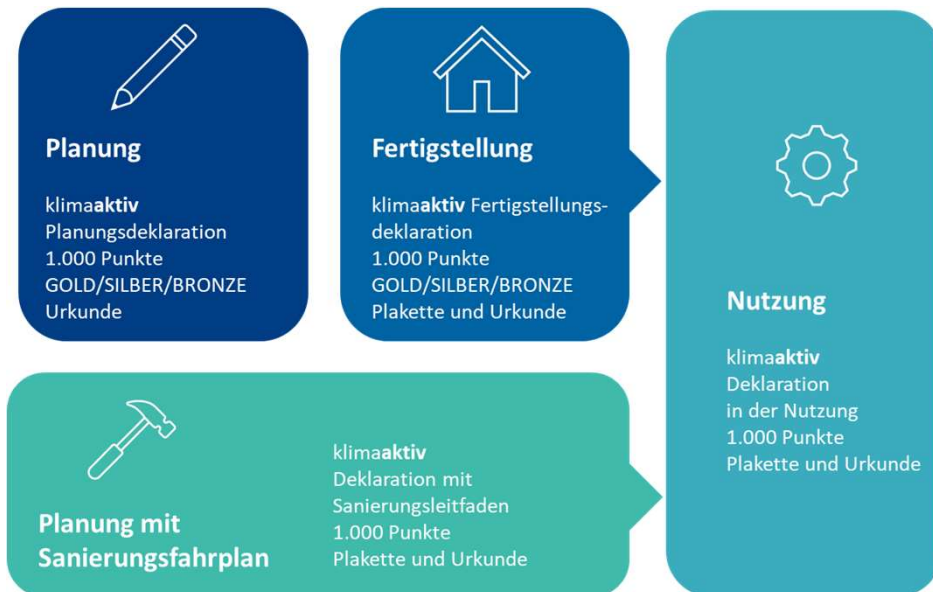 Planung
klimaaktiv
Planungsdeklaration
1.000 Punkte
GOLD/SILBER/BRONZE
Urkunde
Fertigstellung
klimaaktiv Fertigstellungs-
deklaration
1.000 Punkte
GOLD/SILBER/BRONZE
Plakette und Urkunde
Nutzung
klimaaktiv
Deklaration
in der Nutzung
1.000 Punkte
Plakette und Urkunde
Planung mit
Sanierungsfahrplan
klimaaktiv
Deklaration mit
Sanierungsleitfaden
1.000 Punkte
Plakette und Urkunde